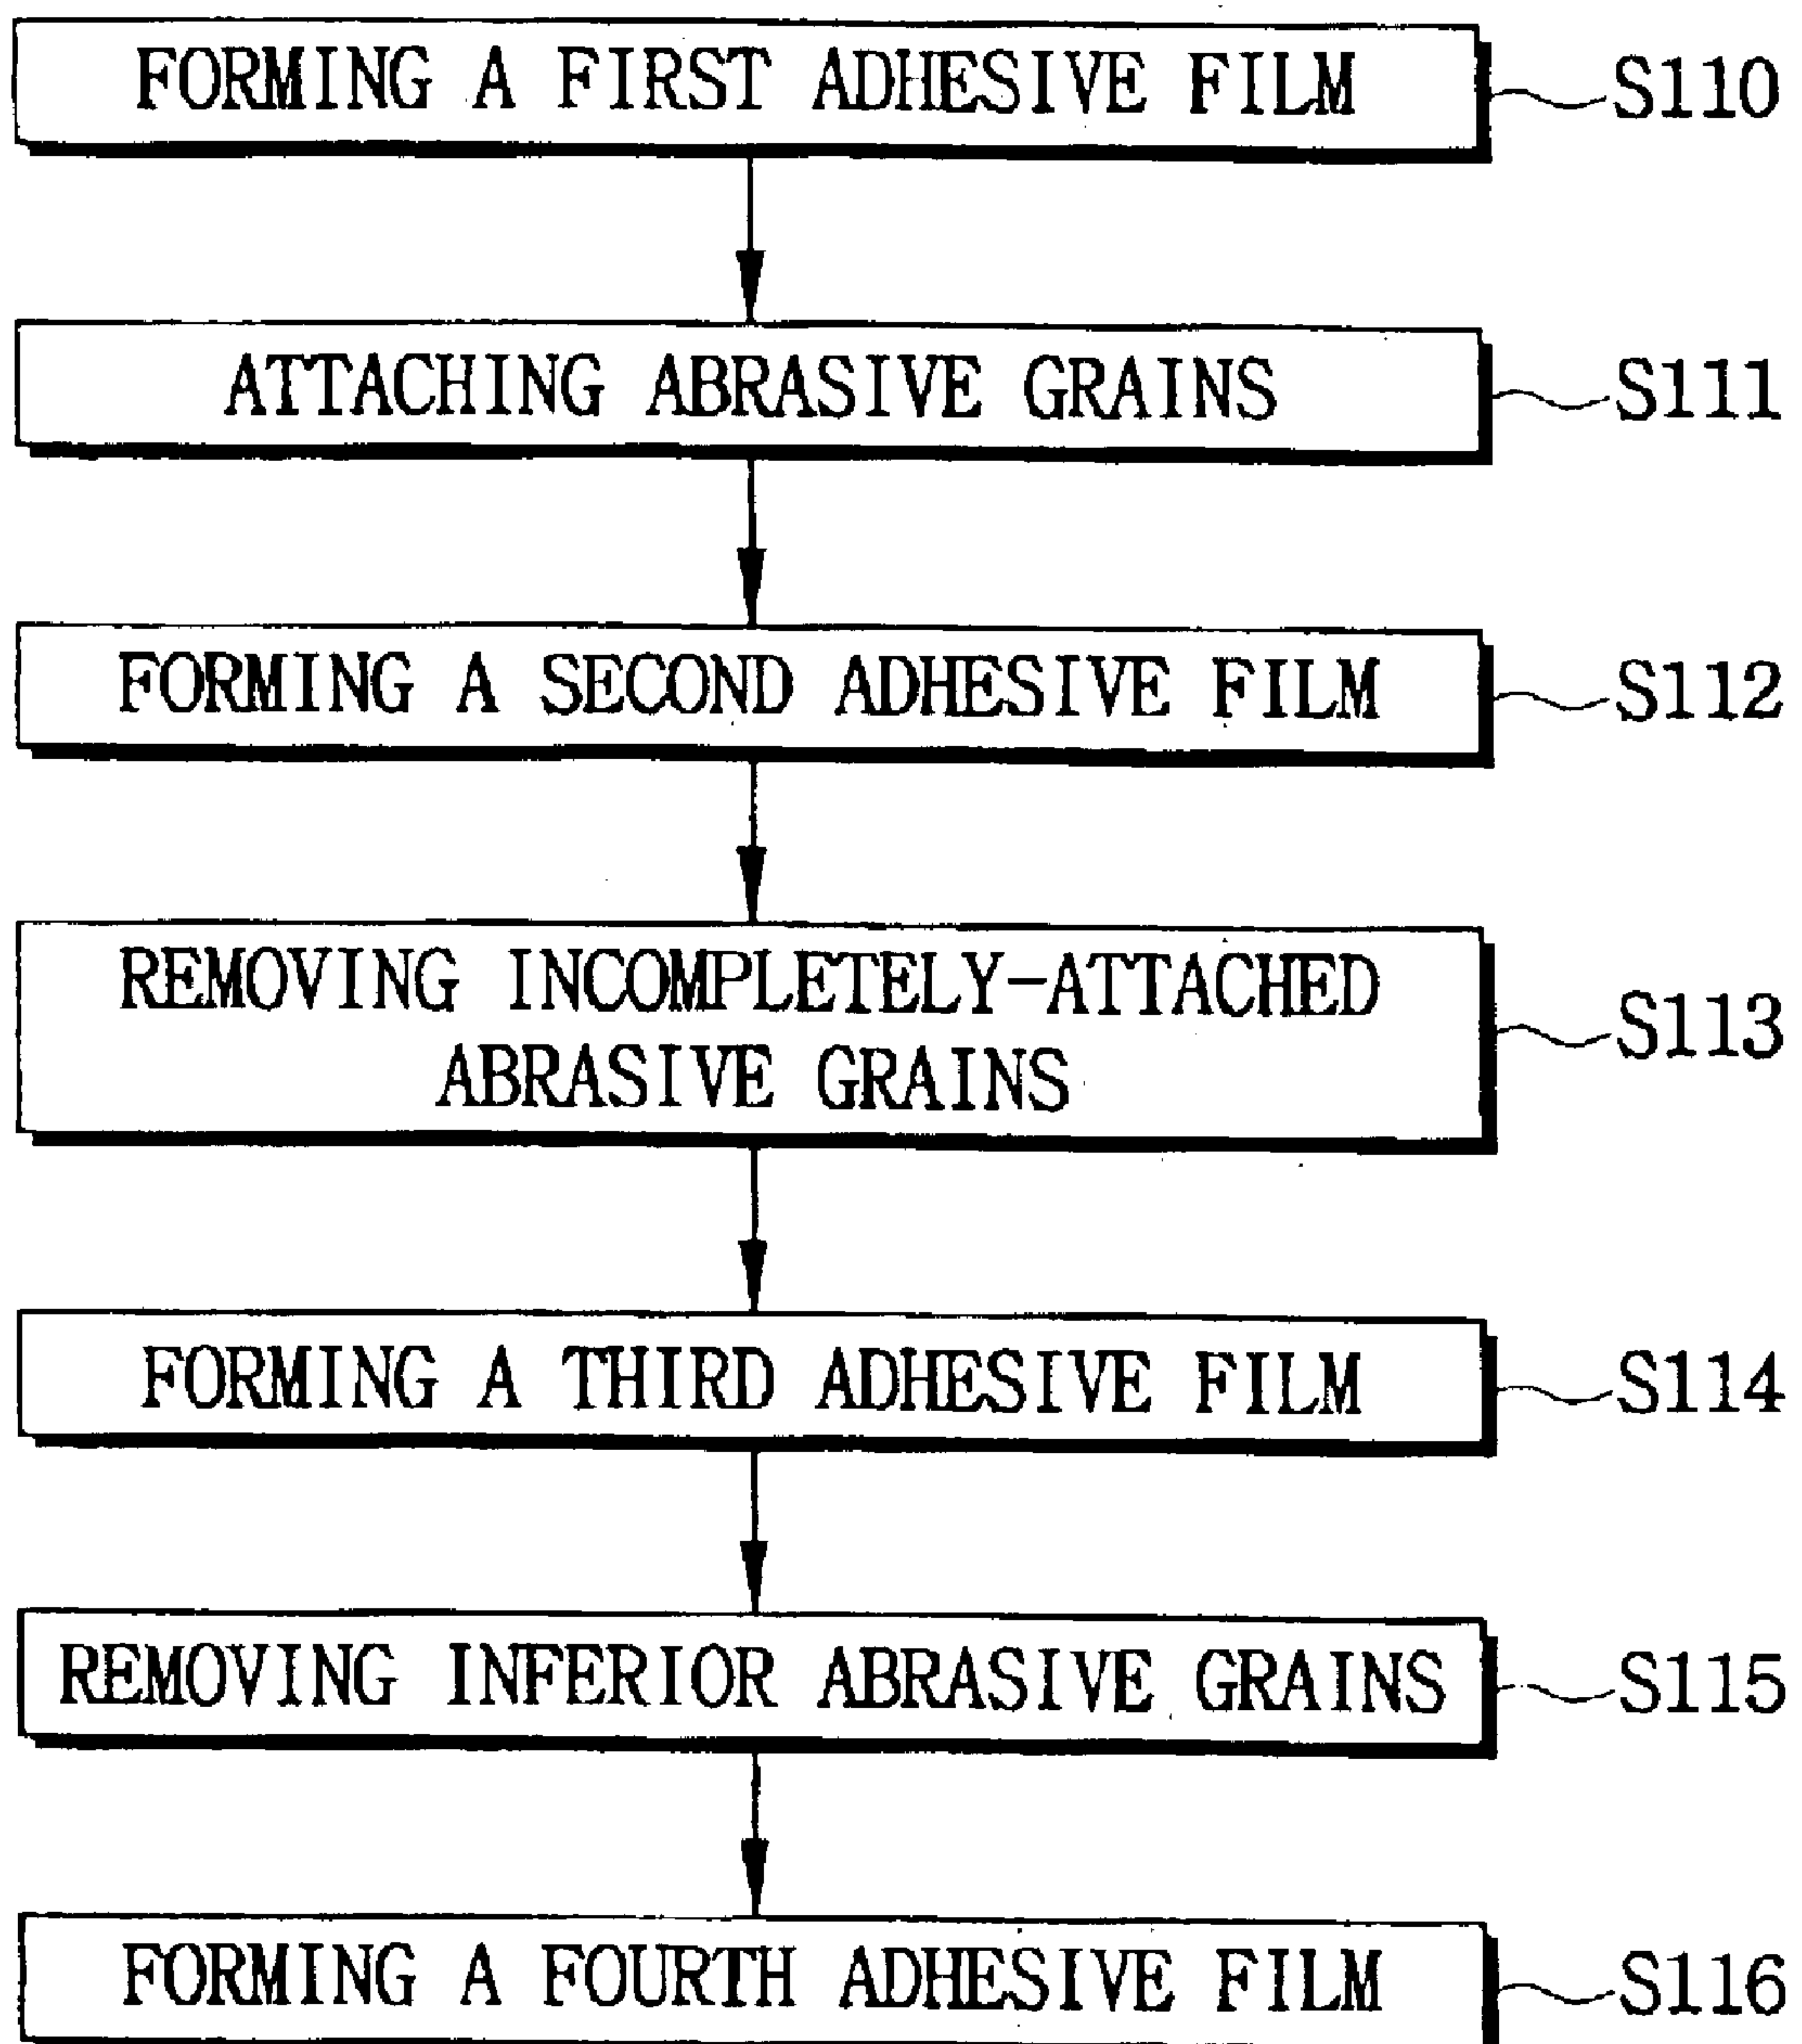 FORMING A FIRST ADHESIVE FILM S110
ATTACHING ABRASIVE GRAINS S111
FORMING A SECOND ADHESIVE FILM S112
REMOVING INCOMPLETELY-ATTACHED
ABRASIVE GRAINS
S113
FORMING A THIRD ADHESIVE FILM S114
REMOVING INFERIOR ABRASIVE GRAINS S115
FORMING A FOURTH ADHESIVE FILM S116